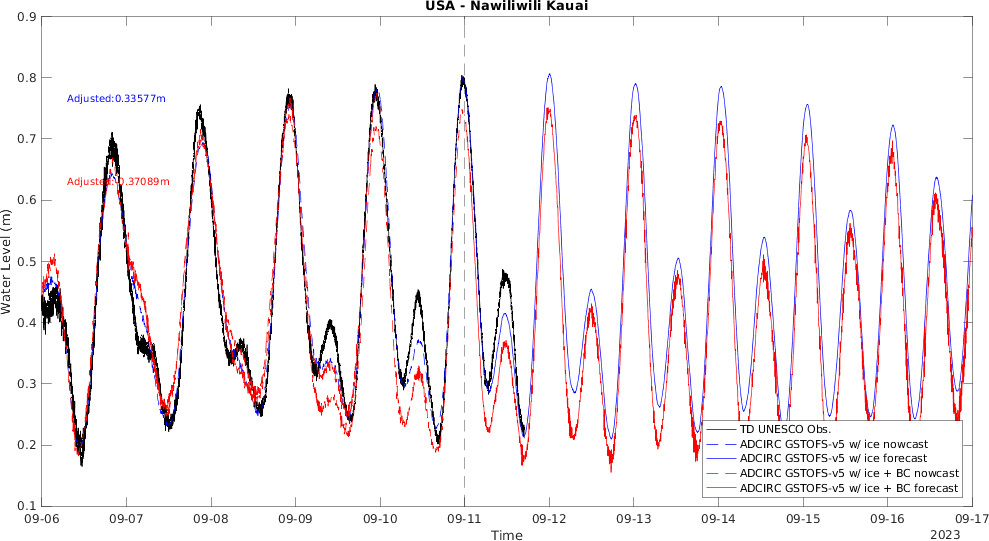 USA - Nawiliwili Kauai
0.9
0.8
0.7
0.6
0.5
0.4
0.3
0.2
0.1
Water Level (m)
Adjusted:0.33577m
Adjusted: 0.37089m
TD UNESCO Obs.
ADCIRC GSTOFS-v5 w/ ice nowcast
ADCIRC GSTOFS-v5 w/ ice forecast
ADCIRC GSTOFS-v5 w/ ice + BC nowcast
ADCIRC GSTOFS-v5 w/ ice + BC forecast
09-06 09-07 09-08 09-09 09-10 09-11 09-12 09-13 09-14 09-15 09-16 09-17
Time
2023